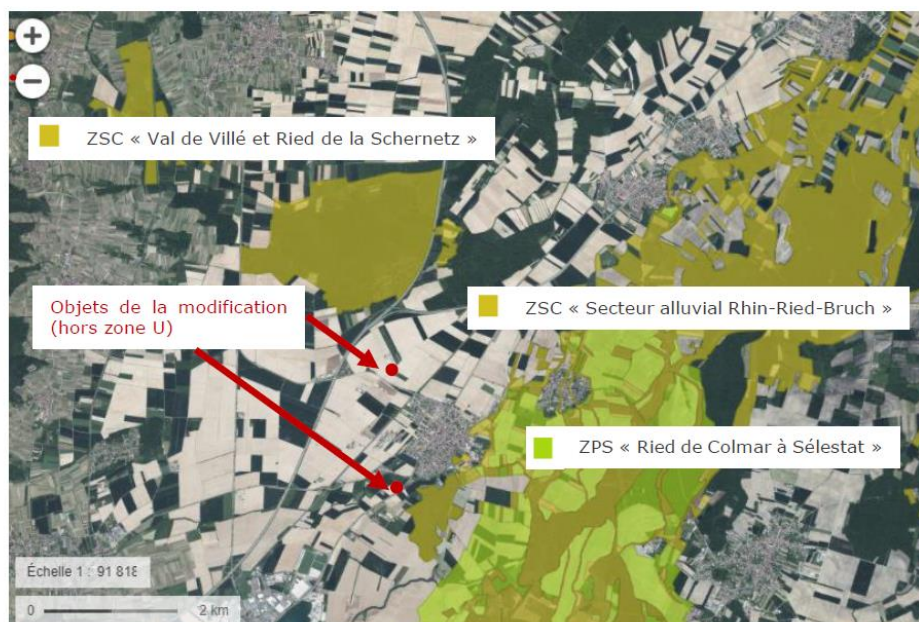 +
−
ZSC « Val de Villé et Ried de la Schernetz »
Objets de la modification
(hors zone U)
ZSC « Secteur alluvial Rhin-Ried-Bruch »
ZPS « Ried de Colmar à Sélestat »
Échelle 1 : 91 818
0 2 km